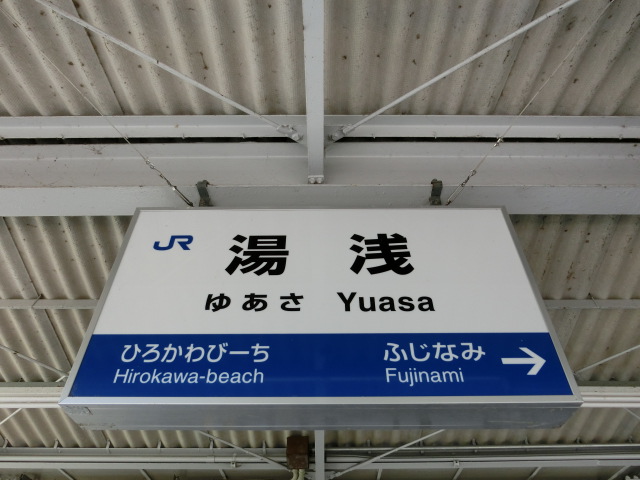 JR 湯浅
ゆあさ Yuasa
ひろかわびーち ふじなみ →
Hirokawa-beach Fujinami